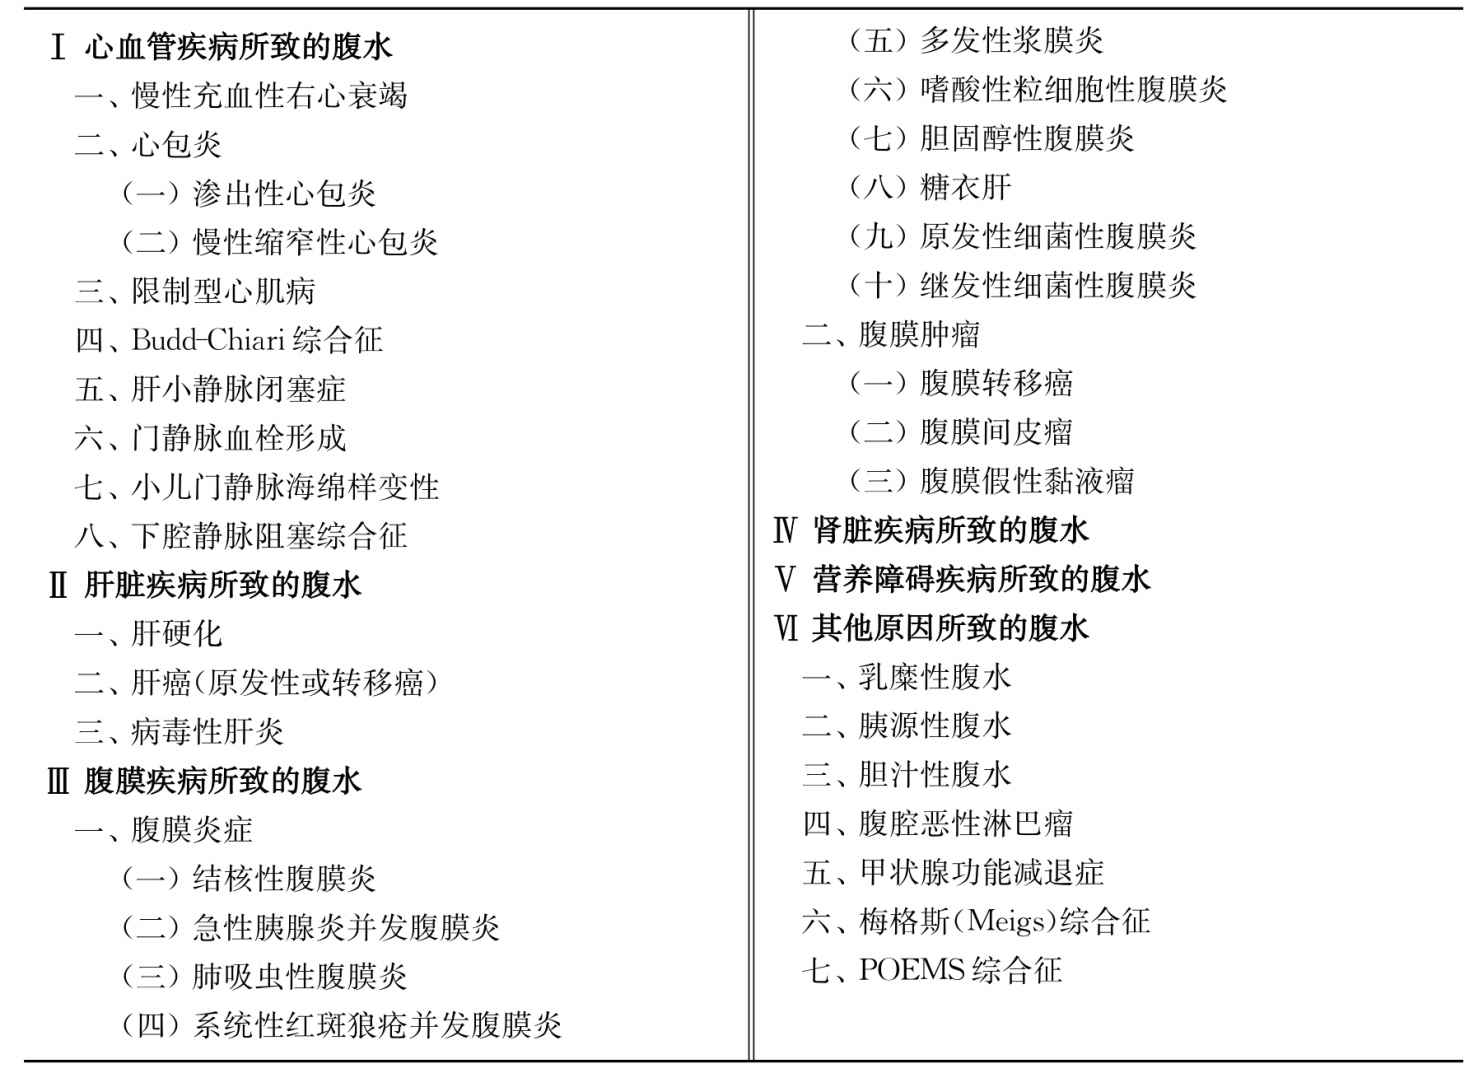 Ⅰ 心血管疾病所致的腹水
一、慢性充血性右心衰竭
二、心包炎
（一）渗出性心包炎
（二）慢性缩窄性心包炎
三、限制型心肌病
四、Budd-Chiari 综合征
五、肝小静脉闭塞症
六、门静脉血栓形成
七、小儿门静脉海绵样变性
八、下腔静脉阻塞综合征
Ⅱ 肝脏疾病所致的腹水
一、肝硬化
二、肝癌(原发性或转移癌)
三、病毒性肝炎
Ⅲ 腹膜疾病所致的腹水
一、腹膜炎症
（一）结核性腹膜炎
（二）急性胰腺炎并发腹膜炎
（三）肺吸虫性腹膜炎
（四）系统性红斑狼疮并发腹膜炎
（五）多发性浆膜炎
（六）嗜酸性粒细胞性腹膜炎
（七）胆固醇性腹膜炎
（八）糖衣肝
（九）原发性细菌性腹膜炎
（十）继发性细菌性腹膜炎
二、腹膜肿瘤
（一）腹膜转移癌
（二）腹膜间皮瘤
（三）腹膜假性黏液瘤
Ⅳ 肾脏疾病所致的腹水
Ⅴ 营养障碍疾病所致的腹水
Ⅵ 其他原因所致的腹水
一、乳糜性腹水
二、胰源性腹水
三、胆汁性腹水
四、腹腔恶性淋巴瘤
五、甲状腺功能减退症
六、梅格斯(Meigs)综合征
七、POEMS 综合征